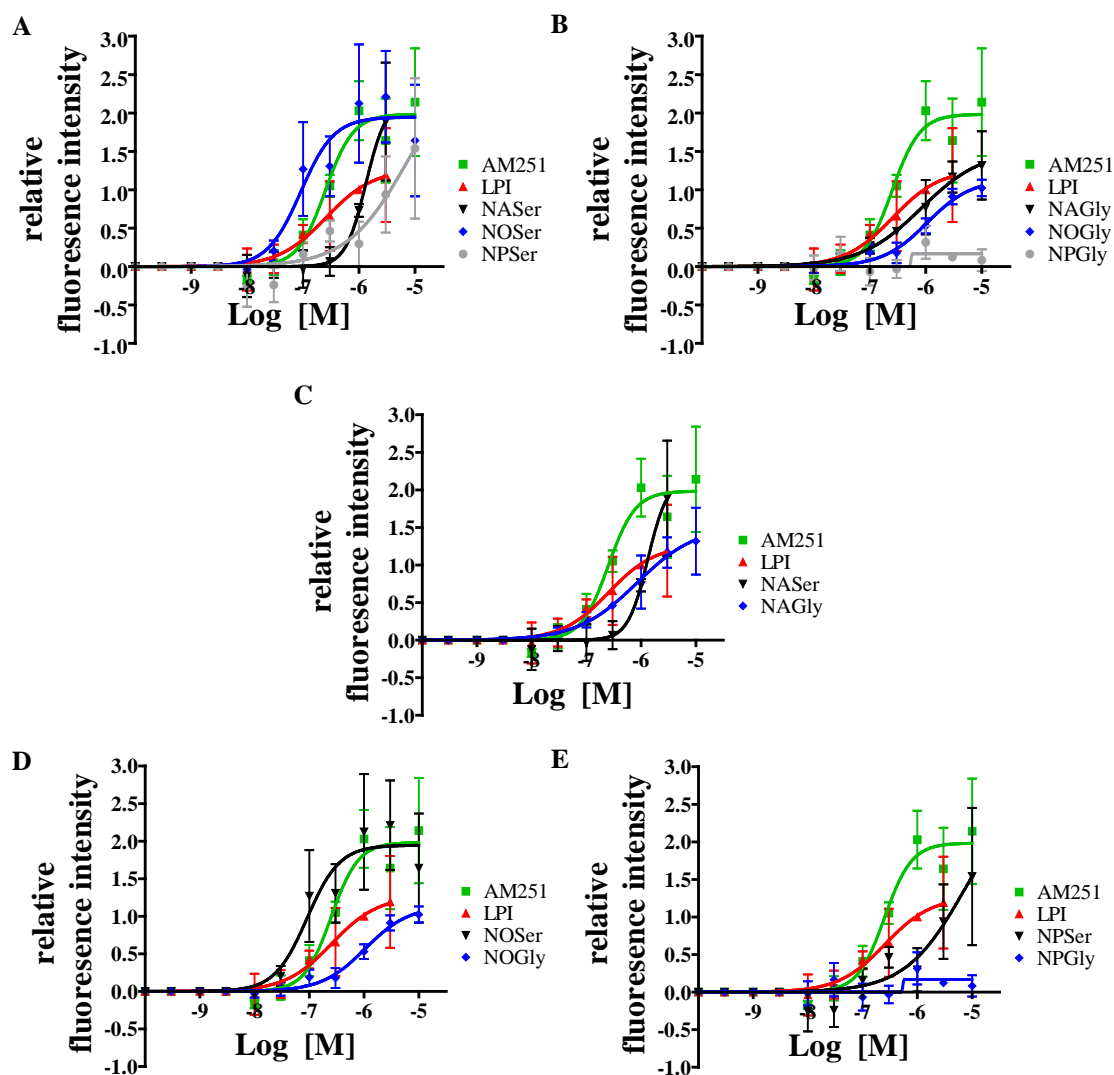 A
relative
fluoresence intensity
3.0
2.5
2.0
1.5
1.0
0.5
0.0
-0.5
-1.0
-9
-8
-7
-6
-5
Log [M]
AM251
LPI
NASer
NOSer
NPSer
B
relative
fluoresence intensity
3.0
2.5
2.0
1.5
1.0
0.5
0.0
-0.5
-1.0
-9
-8
-7
-6
-5
Log [M]
AM251
LPI
NAGly
NOGly
NPGly
C
relative
fluoresence intensity
3.0
2.5
2.0
1.5
1.0
0.5
0.0
-0.5
-1.0
-9
-8
-7
-6
-5
Log [M]
AM251
LPI
NASer
NAGly
D
relative
fluoresence intensity
3.0
2.5
2.0
1.5
1.0
0.5
0.0
-0.5
-1.0
-9
-8
-7
-6
-5
Log [M]
AM251
LPI
NOSer
NOGly
E
relative
fluoresence intensity
3.0
2.5
2.0
1.5
1.0
0.5
0.0
-0.5
-1.0
-9
-8
-7
-6
-5
Log [M]
AM251
LPI
NPSer
NPGly